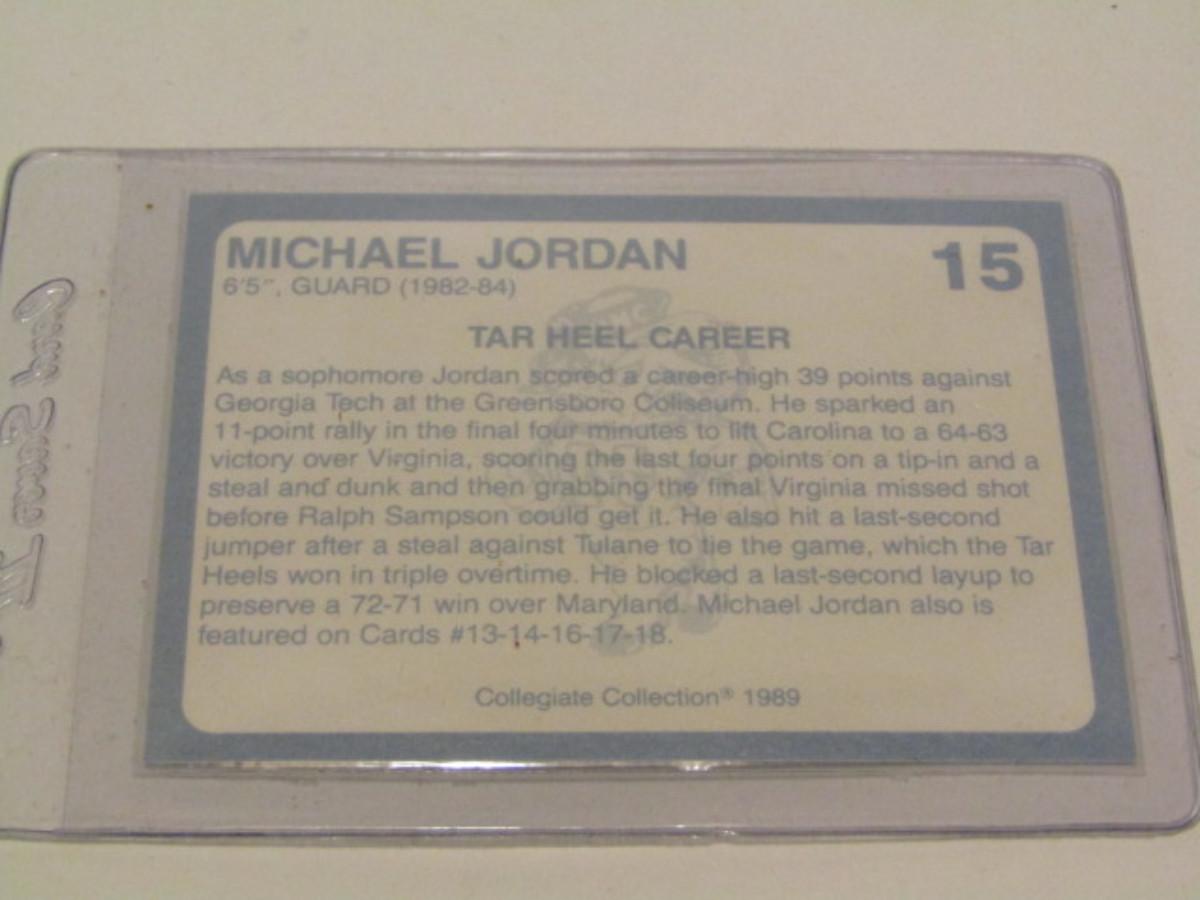 MICHAEL JORDAN
15
6'5", GUARD (1982-84)
TAR HEEL CAREER
As a sophomore Jordan scored a career-high 39 points against
Georgia Tech at the Greensboro Coliseum. He sparked an
11-point rally in the final four minutes to lift Carolina to a 64-63
victory over Virginia, scoring the last four points on a tip-in and a
steal and dunk and then grabbing the final Virginia missed shot
before Ralph Sampson could get it. He also hit a last-second
jumper after a steal against Tulane to tie the game, which the Tar
Heels won in triple overtime. He blocked a last-second layup to
preserve a 72-71 win over Maryland. Michael Jordan also is
featured on Cards #13-14-16-17-18.
Collegiate Collection® 1989
Card Saver II